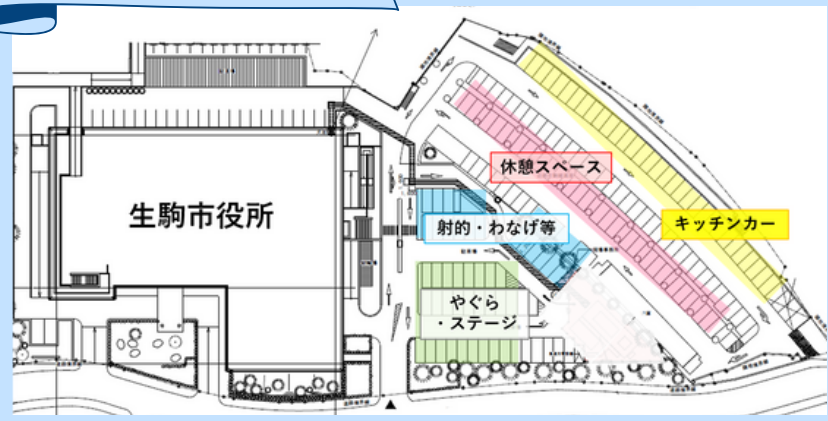 休憩スペース
生駒市役所
キッチンカー
射的・わなげ等
やぐら
・ステージ